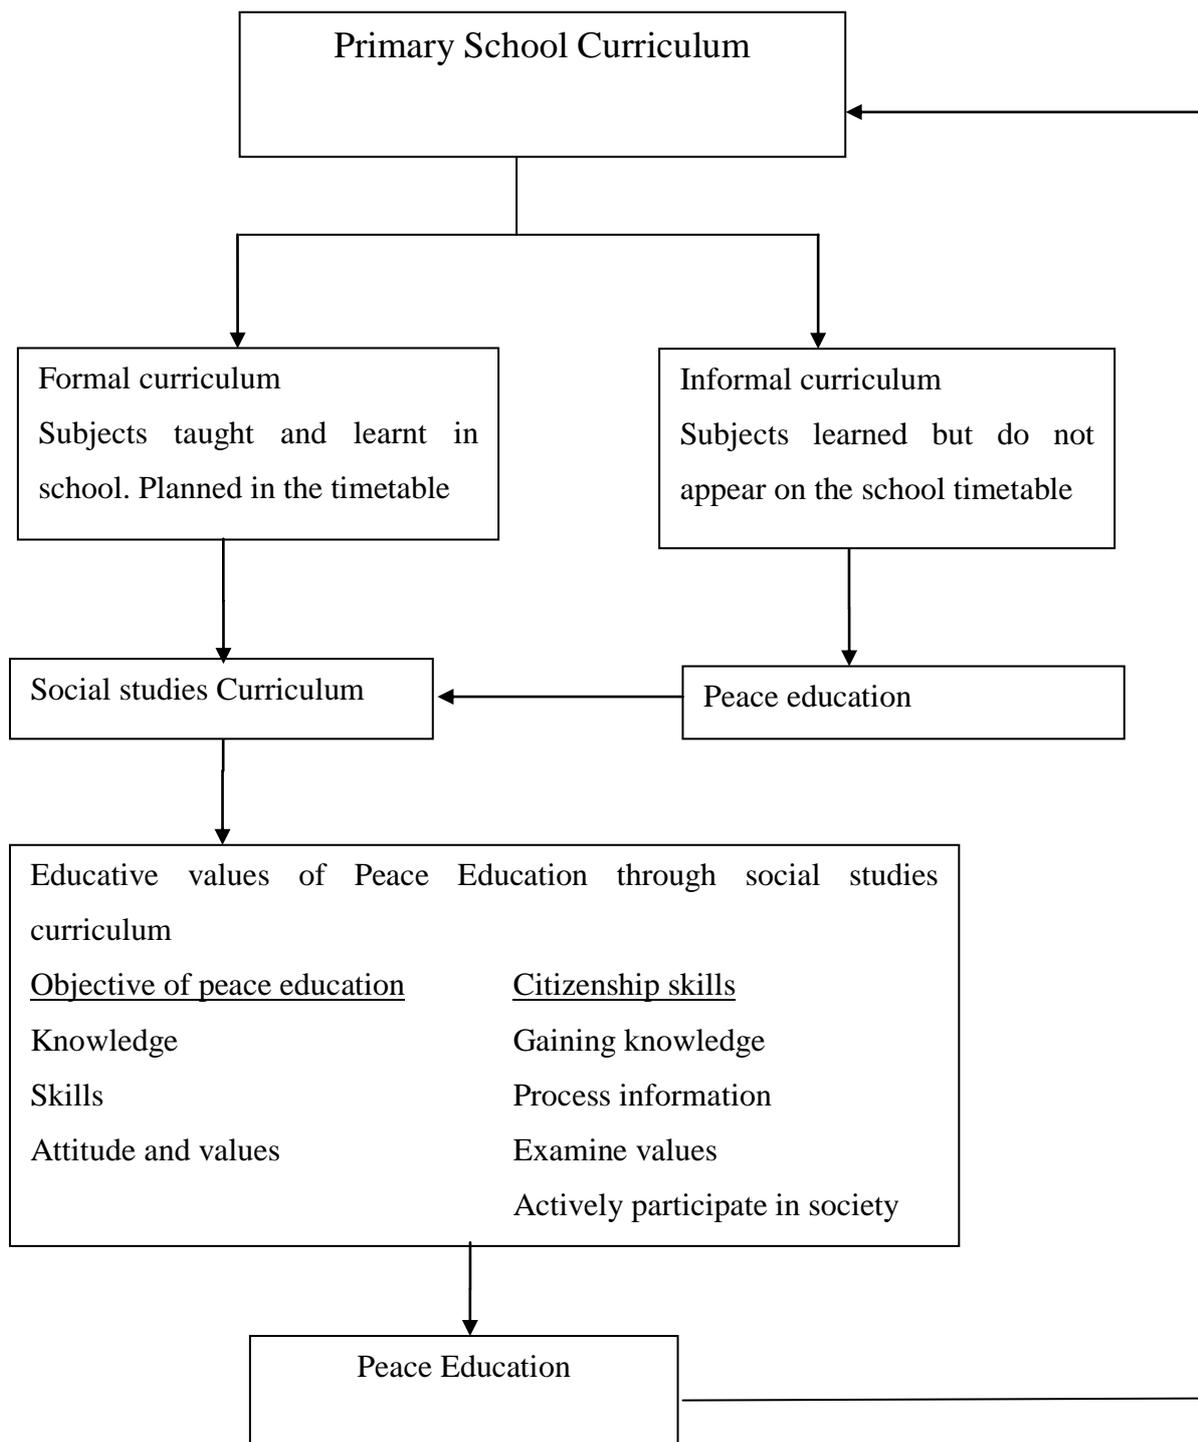 Primary School Curriculum
Formal curriculum
Subjects taught and learnt in
school. Planned in the timetable
Informal curriculum
Subjects learned but do not
appear on the school timetable
Social studies Curriculum
Peace education
Educative values of Peace Education through social studies
curriculum
Objective of peace education
Knowledge
Skills
Attitude and values
Citizenship skills
Gaining knowledge
Process information
Examine values
Actively participate in society
Peace Education